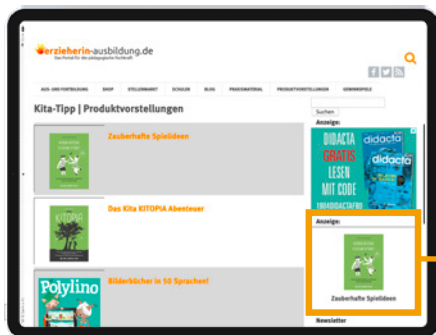 erzieherin-ausbildung.de
Das Portal für die pädagogische Fachkraft.
AUS- UND FORTBILDUNG SHOP STELLENMARKT SCHULEN BLOG PRAXISMATERIAL PRODUKTVORSTELLUNGEN GEWINNSPIELE
Kita-Tipp | Produktvorstellungen
Suchen
Anzeige:
Zauberhafte Spielideen
DIDACTA
GRATIS
LESEN
MIT CODE
didacta
didacta
Anzeige:
Das Kita KITOPIA Abenteuer
KITOPIA
Zauberhafte Spielideen
Polylino
Bilderbücher in 50 Sprachen!
Newsletter